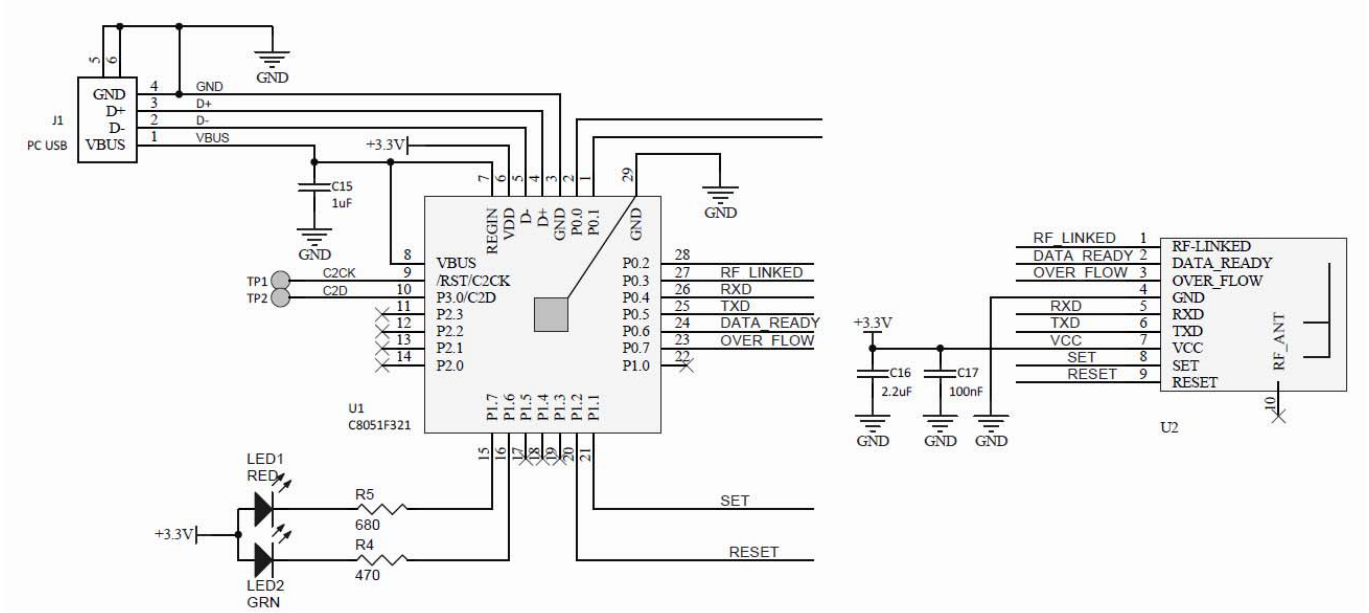 5
6
GND
J1
PC USB
GND
D+
D-
VBUS
4 GND
3 D+
2 D-
1 VBUS
+3.3V
C15
1uF
GND
7
6
5
4
3
2
1
29
GND
REGIN
VDD
D-
D+
GND
P0.0
P0.1
GND
TP1 C2CK
TP2 C2D
8 VBUS
9 /RST/C2CK
10 P3.0/C2D
11 P2.3
12 P2.2
13 P2.1
14 P2.0
P0.2 28
P0.3 27 RF_LINKED
P0.4 26 RXD
P0.5 25 TXD
P0.6 24 DATA_READY
P0.7 23 OVER_FLOW
P1.0 22
P1.7
P1.6
P1.5
P1.4
P1.3
P1.2
P1.1
15
16
17
18
19
20
21
U1
C8051F321
LED1
RED
R5
680
+3.3V
R4
470
LED2
GRN
SET
RESET
RF_LINKED 1 RF-LINKED
DATA_READY 2 DATA_READY
OVER_FLOW 3 OVER_FLOW
4 GND
RXD 5 RXD
TXD 6 TXD
VCC 7 VCC
SET 8 SET
RESET 9 RESET
RF_ANT
10
U2
+3.3V
C16
2.2uF
C17
100nF
GND
GND
GND